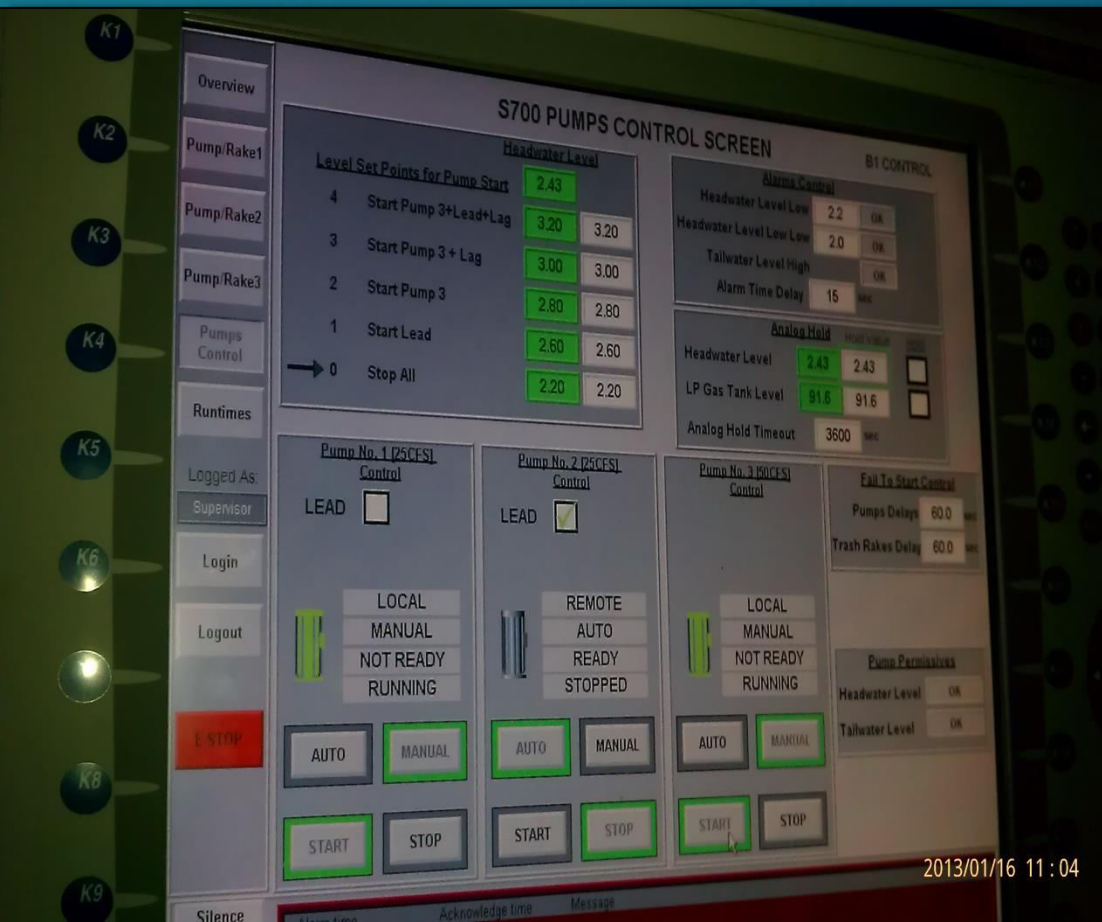 K1
K2
K3
K4
K5
K6
K8
K9
Overview
Pump/Rake1
Pump/Rake2
Pump/Rake3
Pumps
Control
Runtimes
Logged As:
Supervisor
Login
Logout
E-STOP
Silence
S700 PUMPS CONTROL SCREEN
B1 CONTROL
Headwater Level
Level Set Points for Pump Start 2.43
4 Start Pump 3+Lead+Lag 3.20 3.20
3 Start Pump 3 + Lag 3.00 3.00
2 Start Pump 3 2.80 2.80
1 Start Lead 2.60 2.60
0 Stop All 2.20 2.20
Alarms Control
Headwater Level Low 2.2 OK
Headwater Level Low Low 2.0 OK
Tailwater Level High OK
Alarm Time Delay 15 sec
Analog Hold Hold Value
Headwater Level 2.43 2.43
LP Gas Tank Level 91.6 91.6
Analog Hold Timeout 3600 sec
Pump No. 1 [25CFS]
Control
LEAD
LOCAL
MANUAL
NOT READY
RUNNING
AUTO MANUAL
START STOP
Pump No. 2 [25CFS]
Control
LEAD
REMOTE
AUTO
READY
STOPPED
AUTO MANUAL
START STOP
Pump No. 3 [50CFS]
Control
LOCAL
MANUAL
NOT READY
RUNNING
AUTO MANUAL
START STOP
Fail To Start Control
Pumps Delays 60.0 sec
Trash Rakes Delay 60.0 sec
Pump Permissives
Headwater Level OK
Tailwater Level OK
Alarm time Acknowledge time Message
2013/01/16 11:04